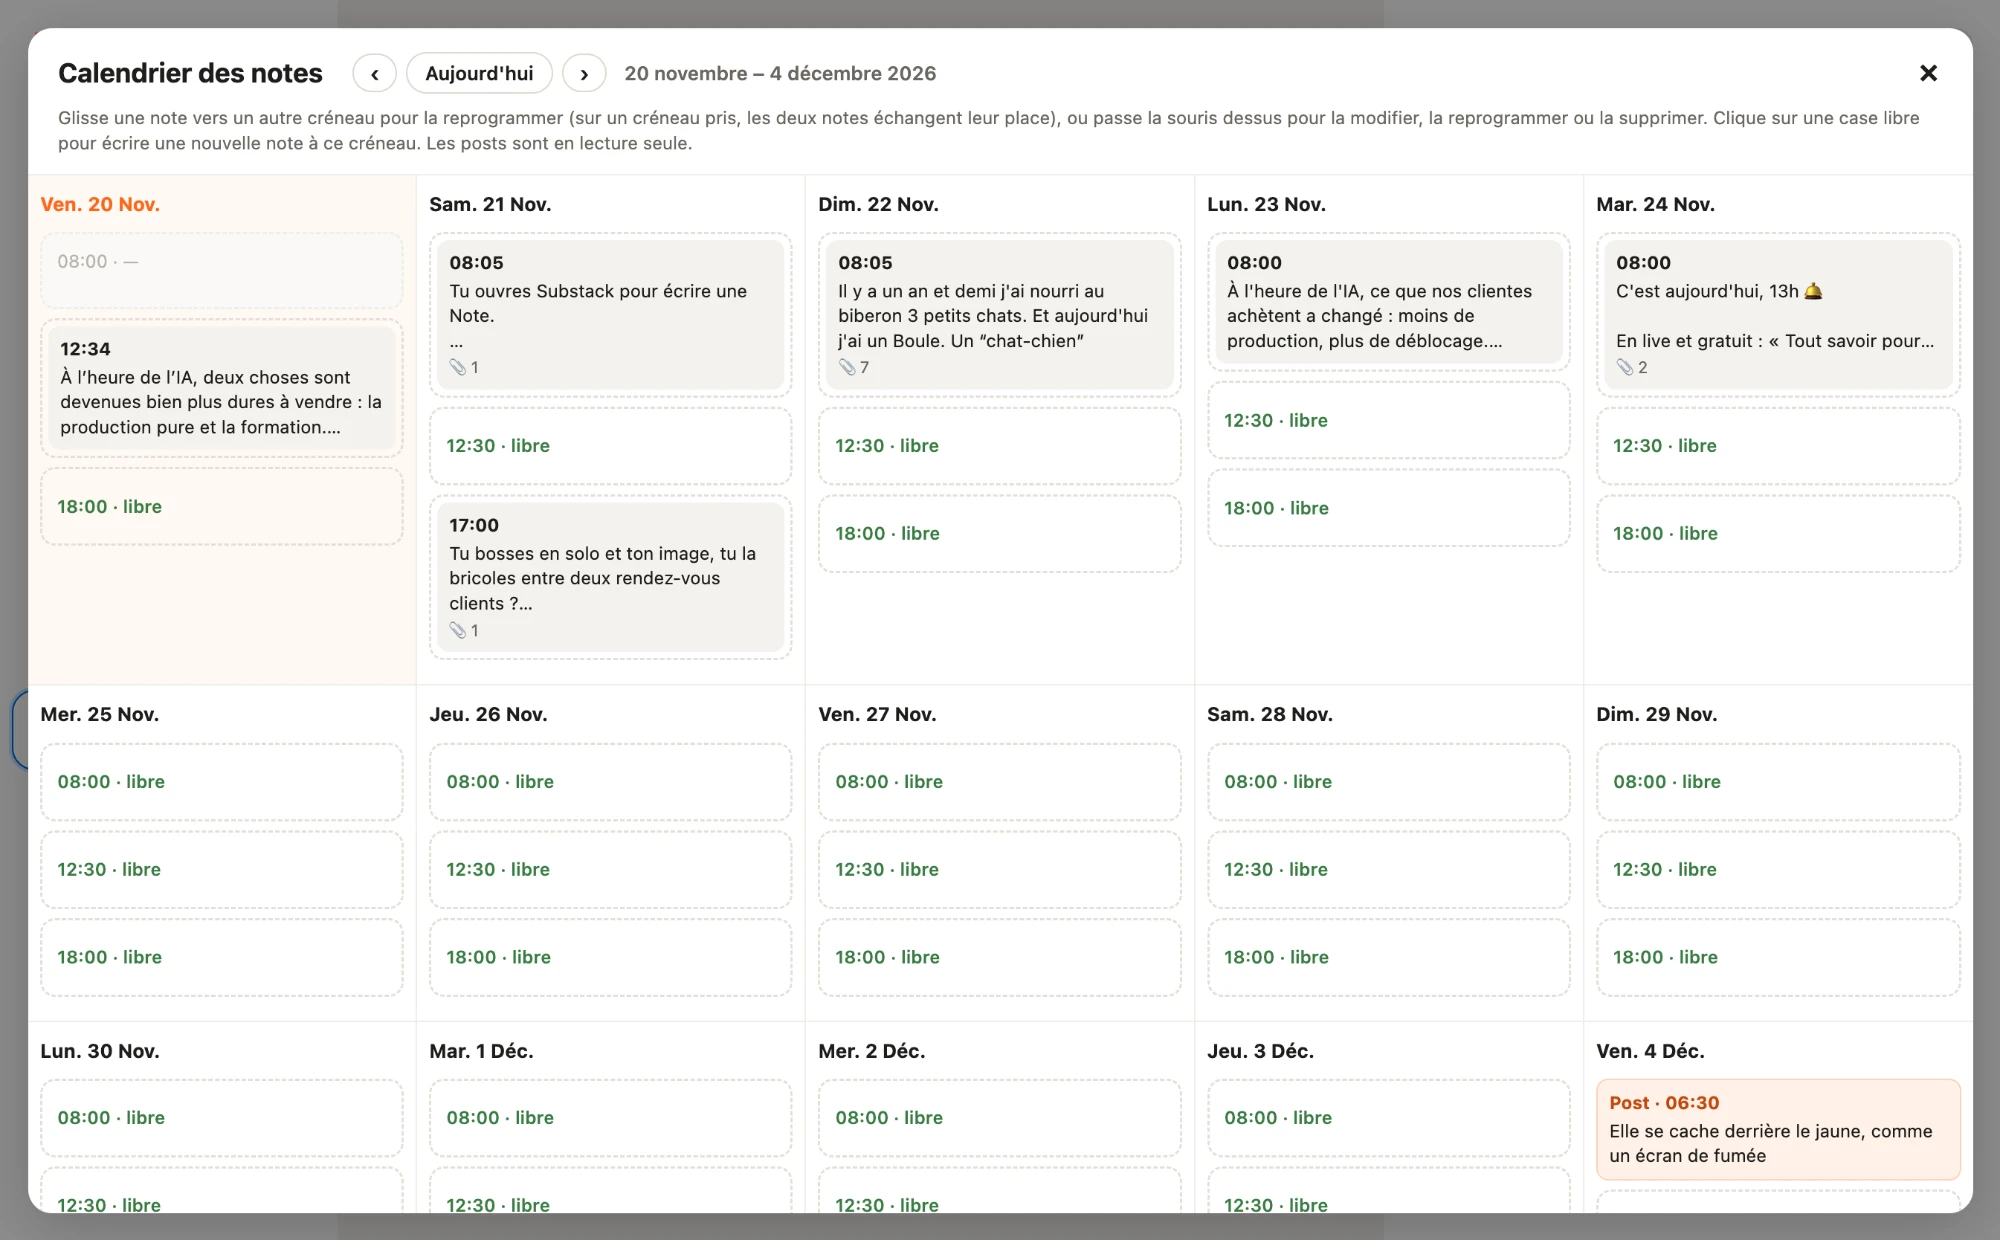 Calendrier des notes
‹
Aujourd'hui
›
20 novembre – 4 décembre 2026
×
Glisse une note vers un autre créneau pour la reprogrammer (sur un créneau pris, les deux notes échangent leur place), ou passe la souris dessus pour la modifier, la reprogrammer ou la supprimer. Clique sur une case libre
pour écrire une nouvelle note à ce créneau. Les posts sont en lecture seule.
Ven. 20 Nov.
08:00 · —
12:34
À l’heure de l’IA, deux choses sont
devenues bien plus dures à vendre : la
production pure et la formation....
18:00 · libre
Sam. 21 Nov.
08:05
Tu ouvres Substack pour écrire une
Note.
...
📎 1
12:30 · libre
17:00
Tu bosses en solo et ton image, tu la
bricoles entre deux rendez-vous
clients ?...
📎 1
Dim. 22 Nov.
08:05
Il y a un an et demi j'ai nourri au
biberon 3 petits chats. Et aujourd'hui
j'ai un Boule. Un “chat-chien”
📎 7
12:30 · libre
18:00 · libre
Lun. 23 Nov.
08:00
À l'heure de l'IA, ce que nos clientes
achètent a changé : moins de
production, plus de déblocage....
12:30 · libre
18:00 · libre
Mar. 24 Nov.
08:00
C'est aujourd'hui, 13h 🛎️
En live et gratuit : « Tout savoir pour...
📎 2
12:30 · libre
18:00 · libre
Mer. 25 Nov.
08:00 · libre
12:30 · libre
18:00 · libre
Jeu. 26 Nov.
08:00 · libre
12:30 · libre
18:00 · libre
Ven. 27 Nov.
08:00 · libre
12:30 · libre
18:00 · libre
Sam. 28 Nov.
08:00 · libre
12:30 · libre
18:00 · libre
Dim. 29 Nov.
08:00 · libre
12:30 · libre
18:00 · libre
Lun. 30 Nov.
08:00 · libre
12:30 · libre
Mar. 1 Déc.
08:00 · libre
12:30 · libre
Mer. 2 Déc.
08:00 · libre
12:30 · libre
Jeu. 3 Déc.
08:00 · libre
12:30 · libre
Ven. 4 Déc.
Post · 06:30
Elle se cache derrière le jaune, comme
un écran de fumée